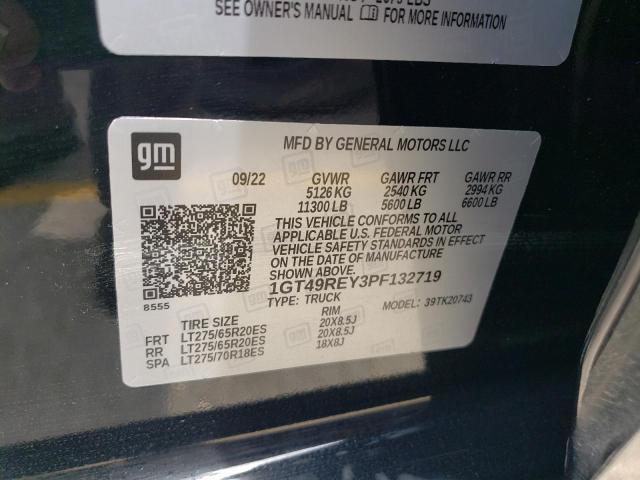 SEE OWNER'S MANUAL FOR MORE INFORMATION
gm
MFD BY GENERAL MOTORS LLC
09/22 GVWR GAWR FRT GAWR RR
5126 KG 2540 KG 2994 KG
11300 LB 5600 LB 6600 LB
THIS VEHICLE CONFORMS TO ALL
APPLICABLE U.S. FEDERAL MOTOR
VEHICLE SAFETY STANDARDS IN EFFECT
ON THE DATE OF MANUFACTURE
SHOWN ABOVE.
8555
1GT49REY3PF132719
TYPE: TRUCK MODEL: 39TK20743
TIRE SIZE RIM
FRT LT275/65R20ES 20X8.5J
RR LT275/65R20ES 20X8.5J
SPA LT275/70R18ES 18X8J